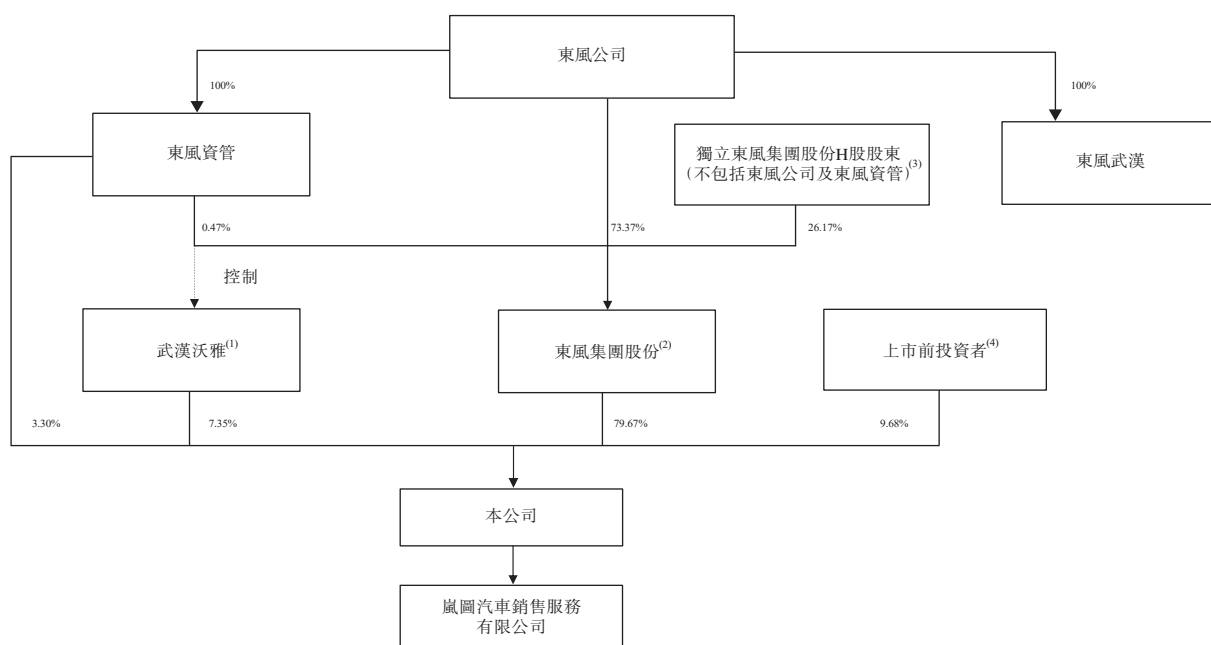 東風公司
100%
100%
東風資管
獨立東風集團股份H股股東
(不包括東風公司及東風資管)(3)
東風武漢
0.47%
73.37%
26.17%
控制
武漢沃雅(1)
東風集團股份(2)
上市前投資者(4)
3.30%
7.35%
79.67%
9.68%
本公司
嵐圖汽車銷售服務
有限公司